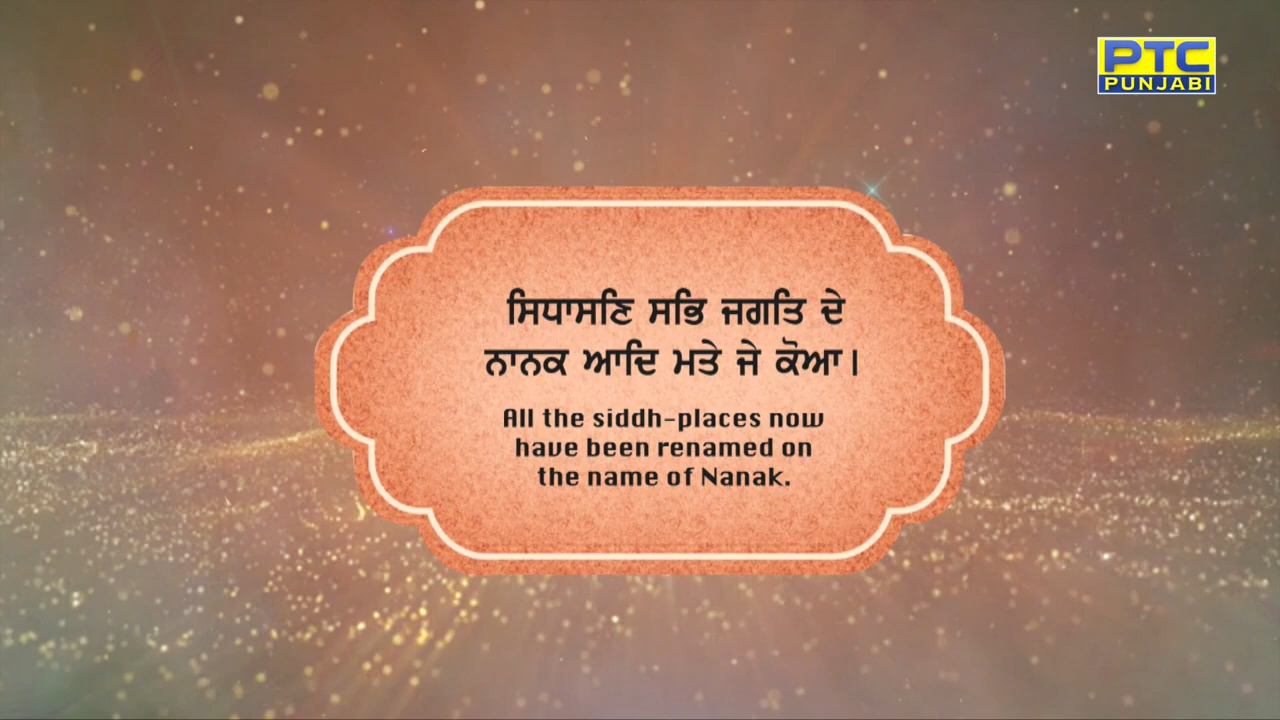 PTC
PUNJABI
ਸਿਧਾਸਣਿ ਸਭਿ ਜਗਤਿ ਦੇ
ਨਾਨਕ ਆਦਿ ਮਤੇ ਜੇ ਕੋਆ।
All the siddh-places now
have been renamed on
the name of Nanak.